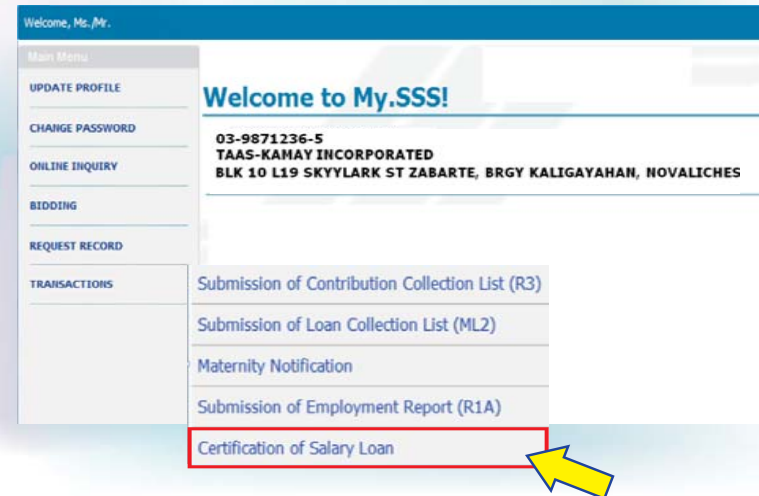 Welcome, Ms./Mr.
Main Menu
UPDATE PROFILE
CHANGE PASSWORD
ONLINE INQUIRY
BIDDING
REQUEST RECORD
TRANSACTIONS
Welcome to My.SSS!
03-9871236-5
TAAS-KAMAY INCORPORATED
BLK 10 L19 SKYYLARK ST ZABARTE, BRGY KALIGAYAHAN, NOVALICHES
Submission of Contribution Collection List (R3)
Submission of Loan Collection List (ML2)
Maternity Notification
Submission of Employment Report (R1A)
Certification of Salary Loan